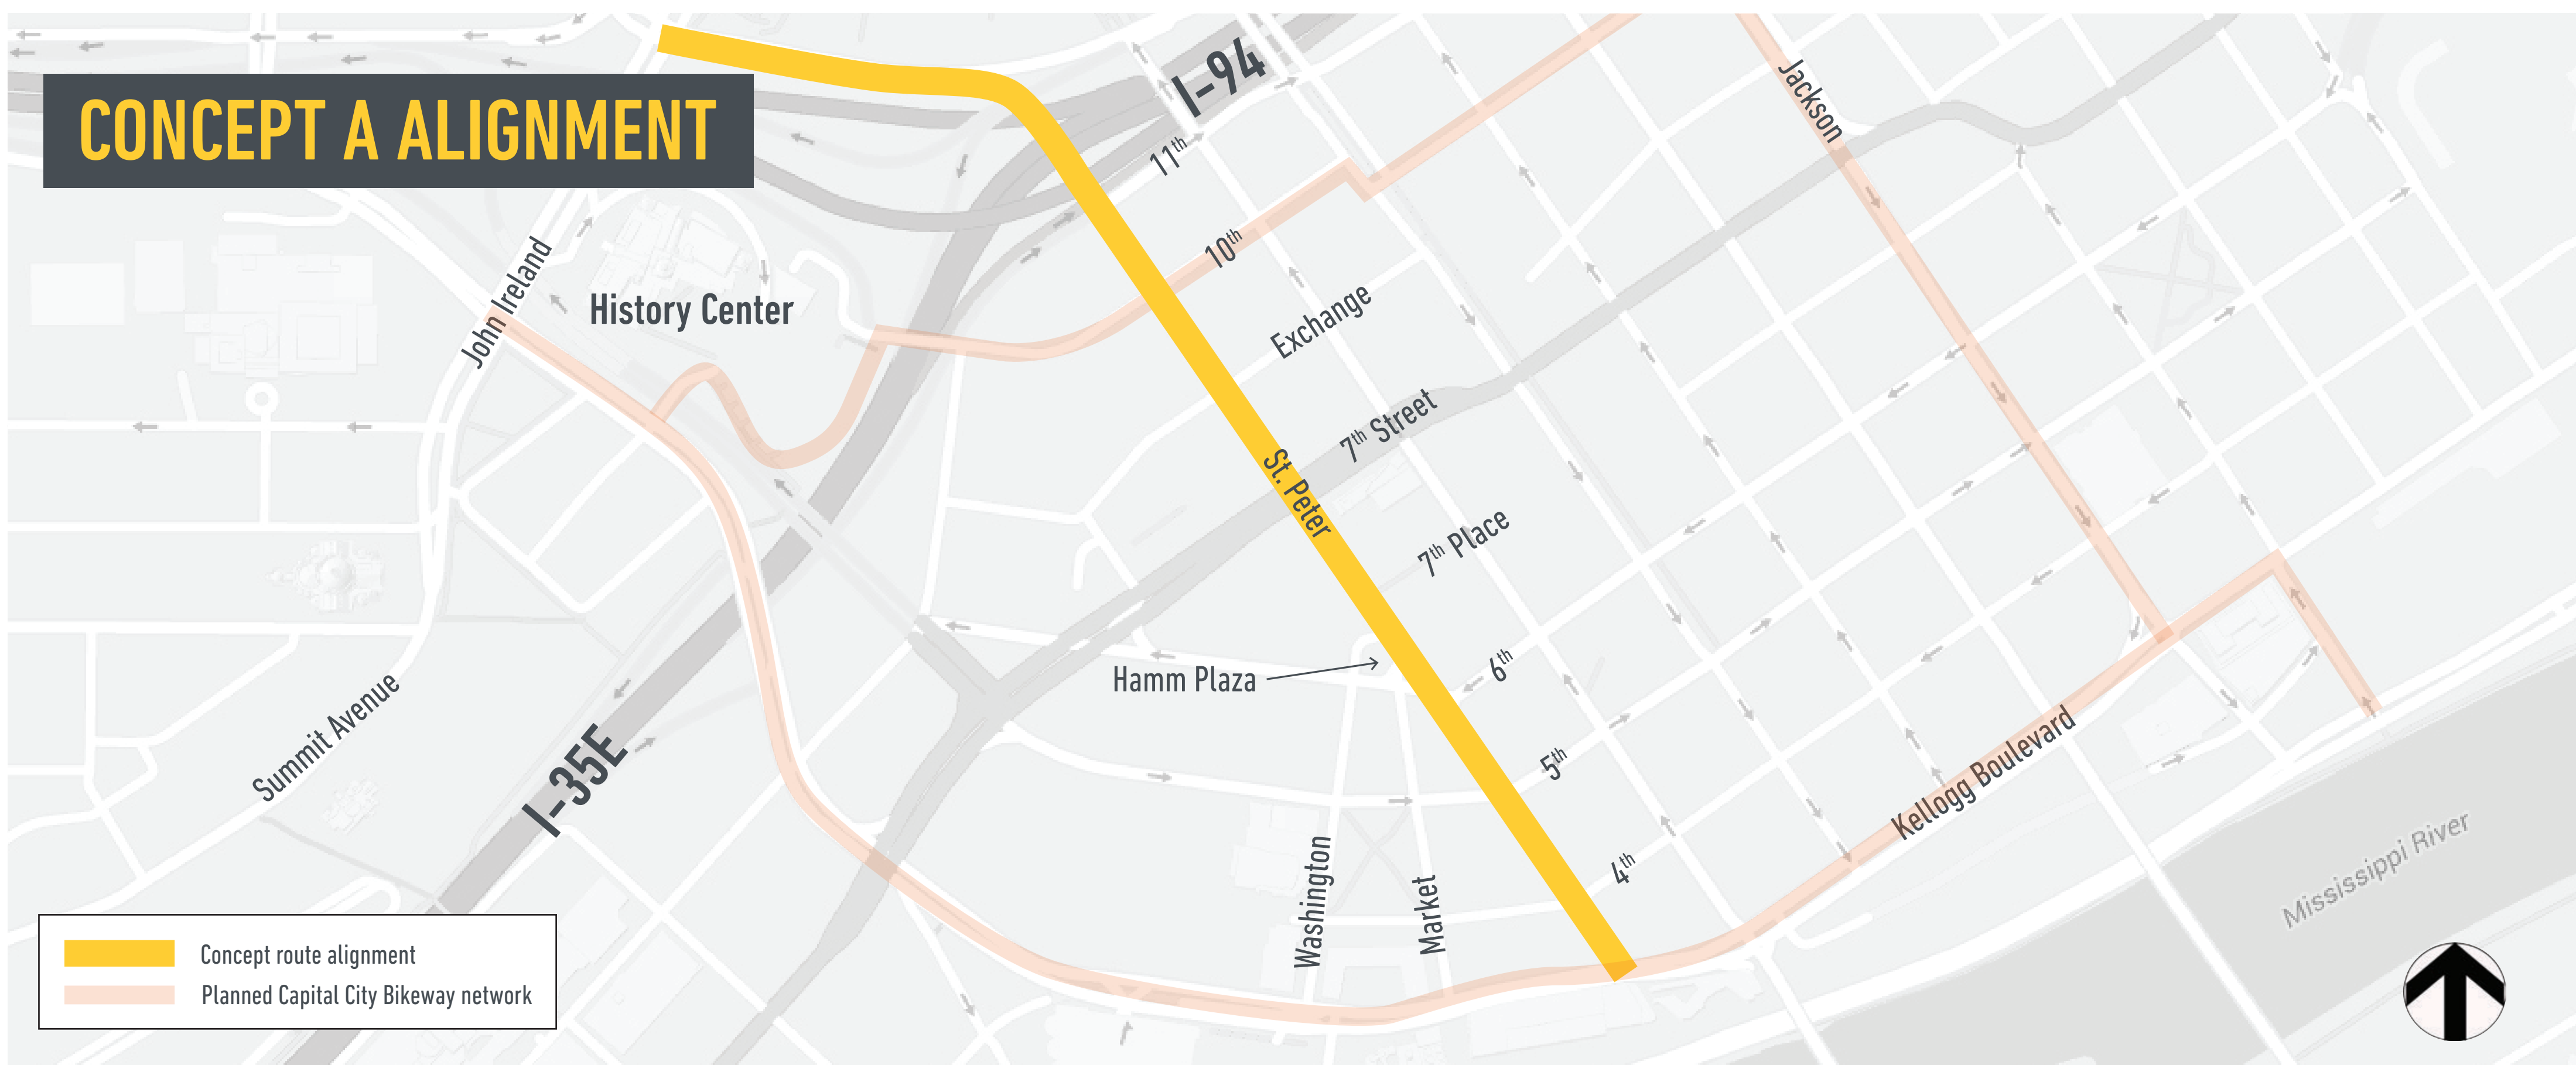 I-94
Jackson
CONCEPT A ALIGNMENT
11th
10th
John Ireland
History Center
Exchange
7th Street
St. Peter
7th Place
Hamm Plaza
6th
Summit Avenue
I-35E
5th
Kellogg Boulevard
4th
Washington
Market
Mississippi River
Concept route alignment
Planned Capital City Bikeway network